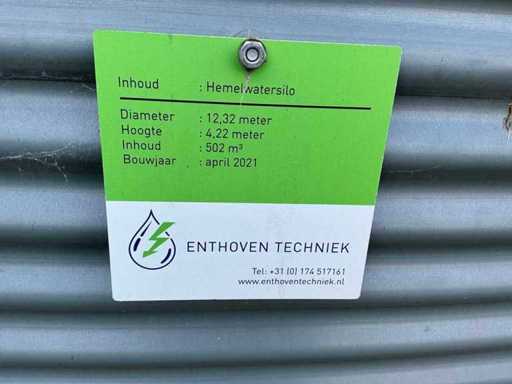 Inhoud : Hemelwatersilo
Diameter : 12,32 meter
Hoogte : 4,22 meter
Inhoud : 502 m³
Bouwjaar : april 2021
ENTHOVEN TECHNIEK
Tel: +31 (0) 174 517161
www.enthoventechniek.nl